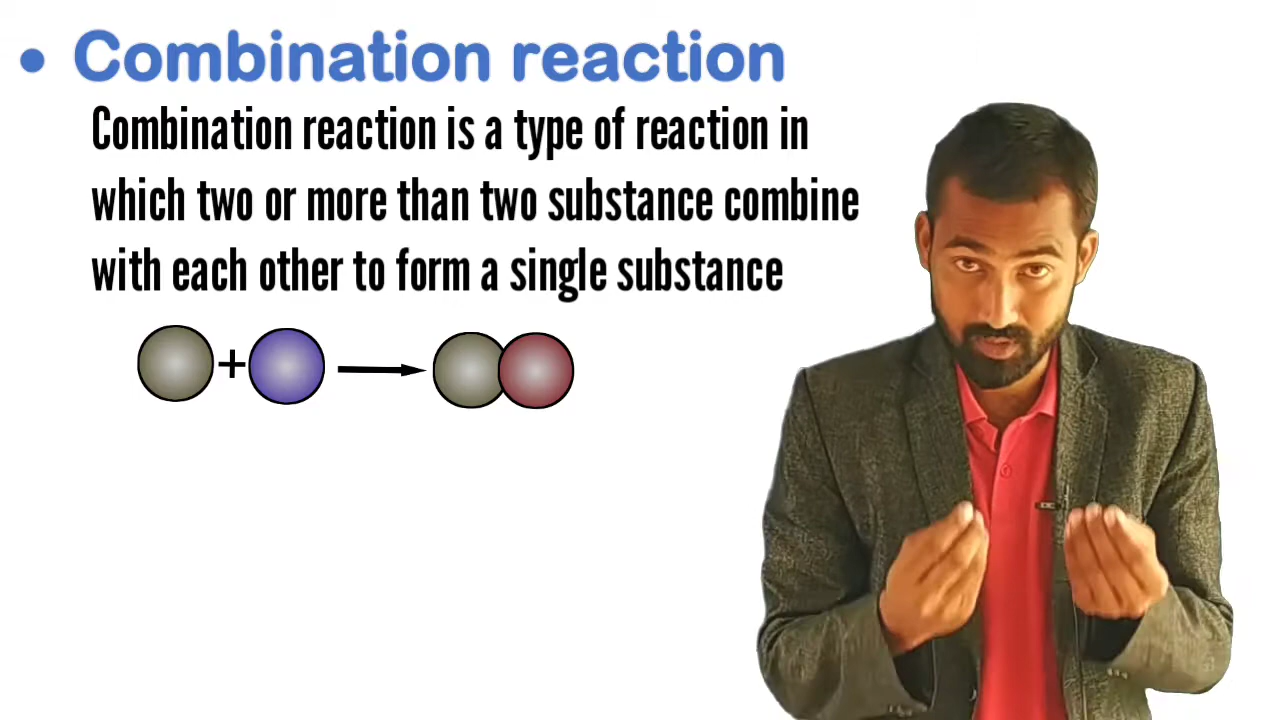 • Combination reaction
Combination reaction is a type of reaction in
which two or more than two substance combine
with each other to form a single substance
+